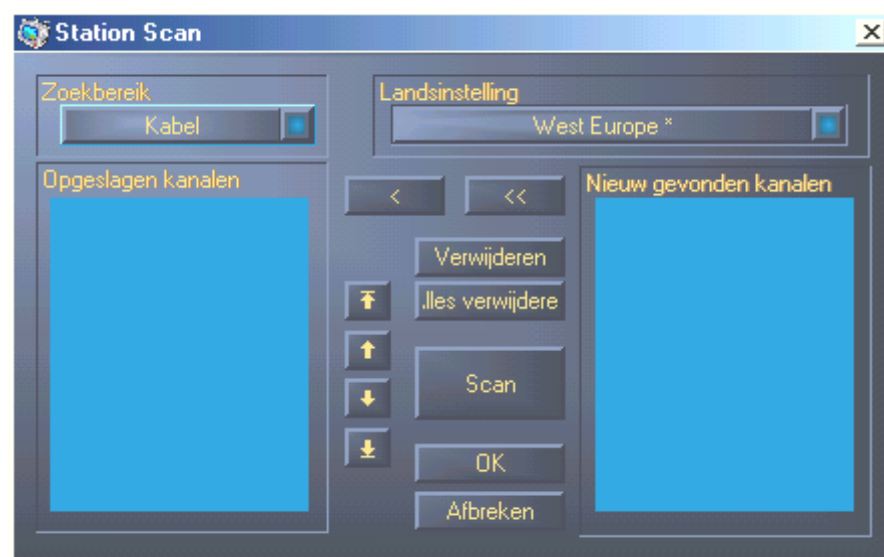 Station Scan
Zoekbereik
Kabel
Landsinstelling
West Europe *
Opgeslagen kanalen
<
<<
Nieuw gevonden kanalen
Verwijderen
.lles verwijdere
Scan
OK
Afbreken